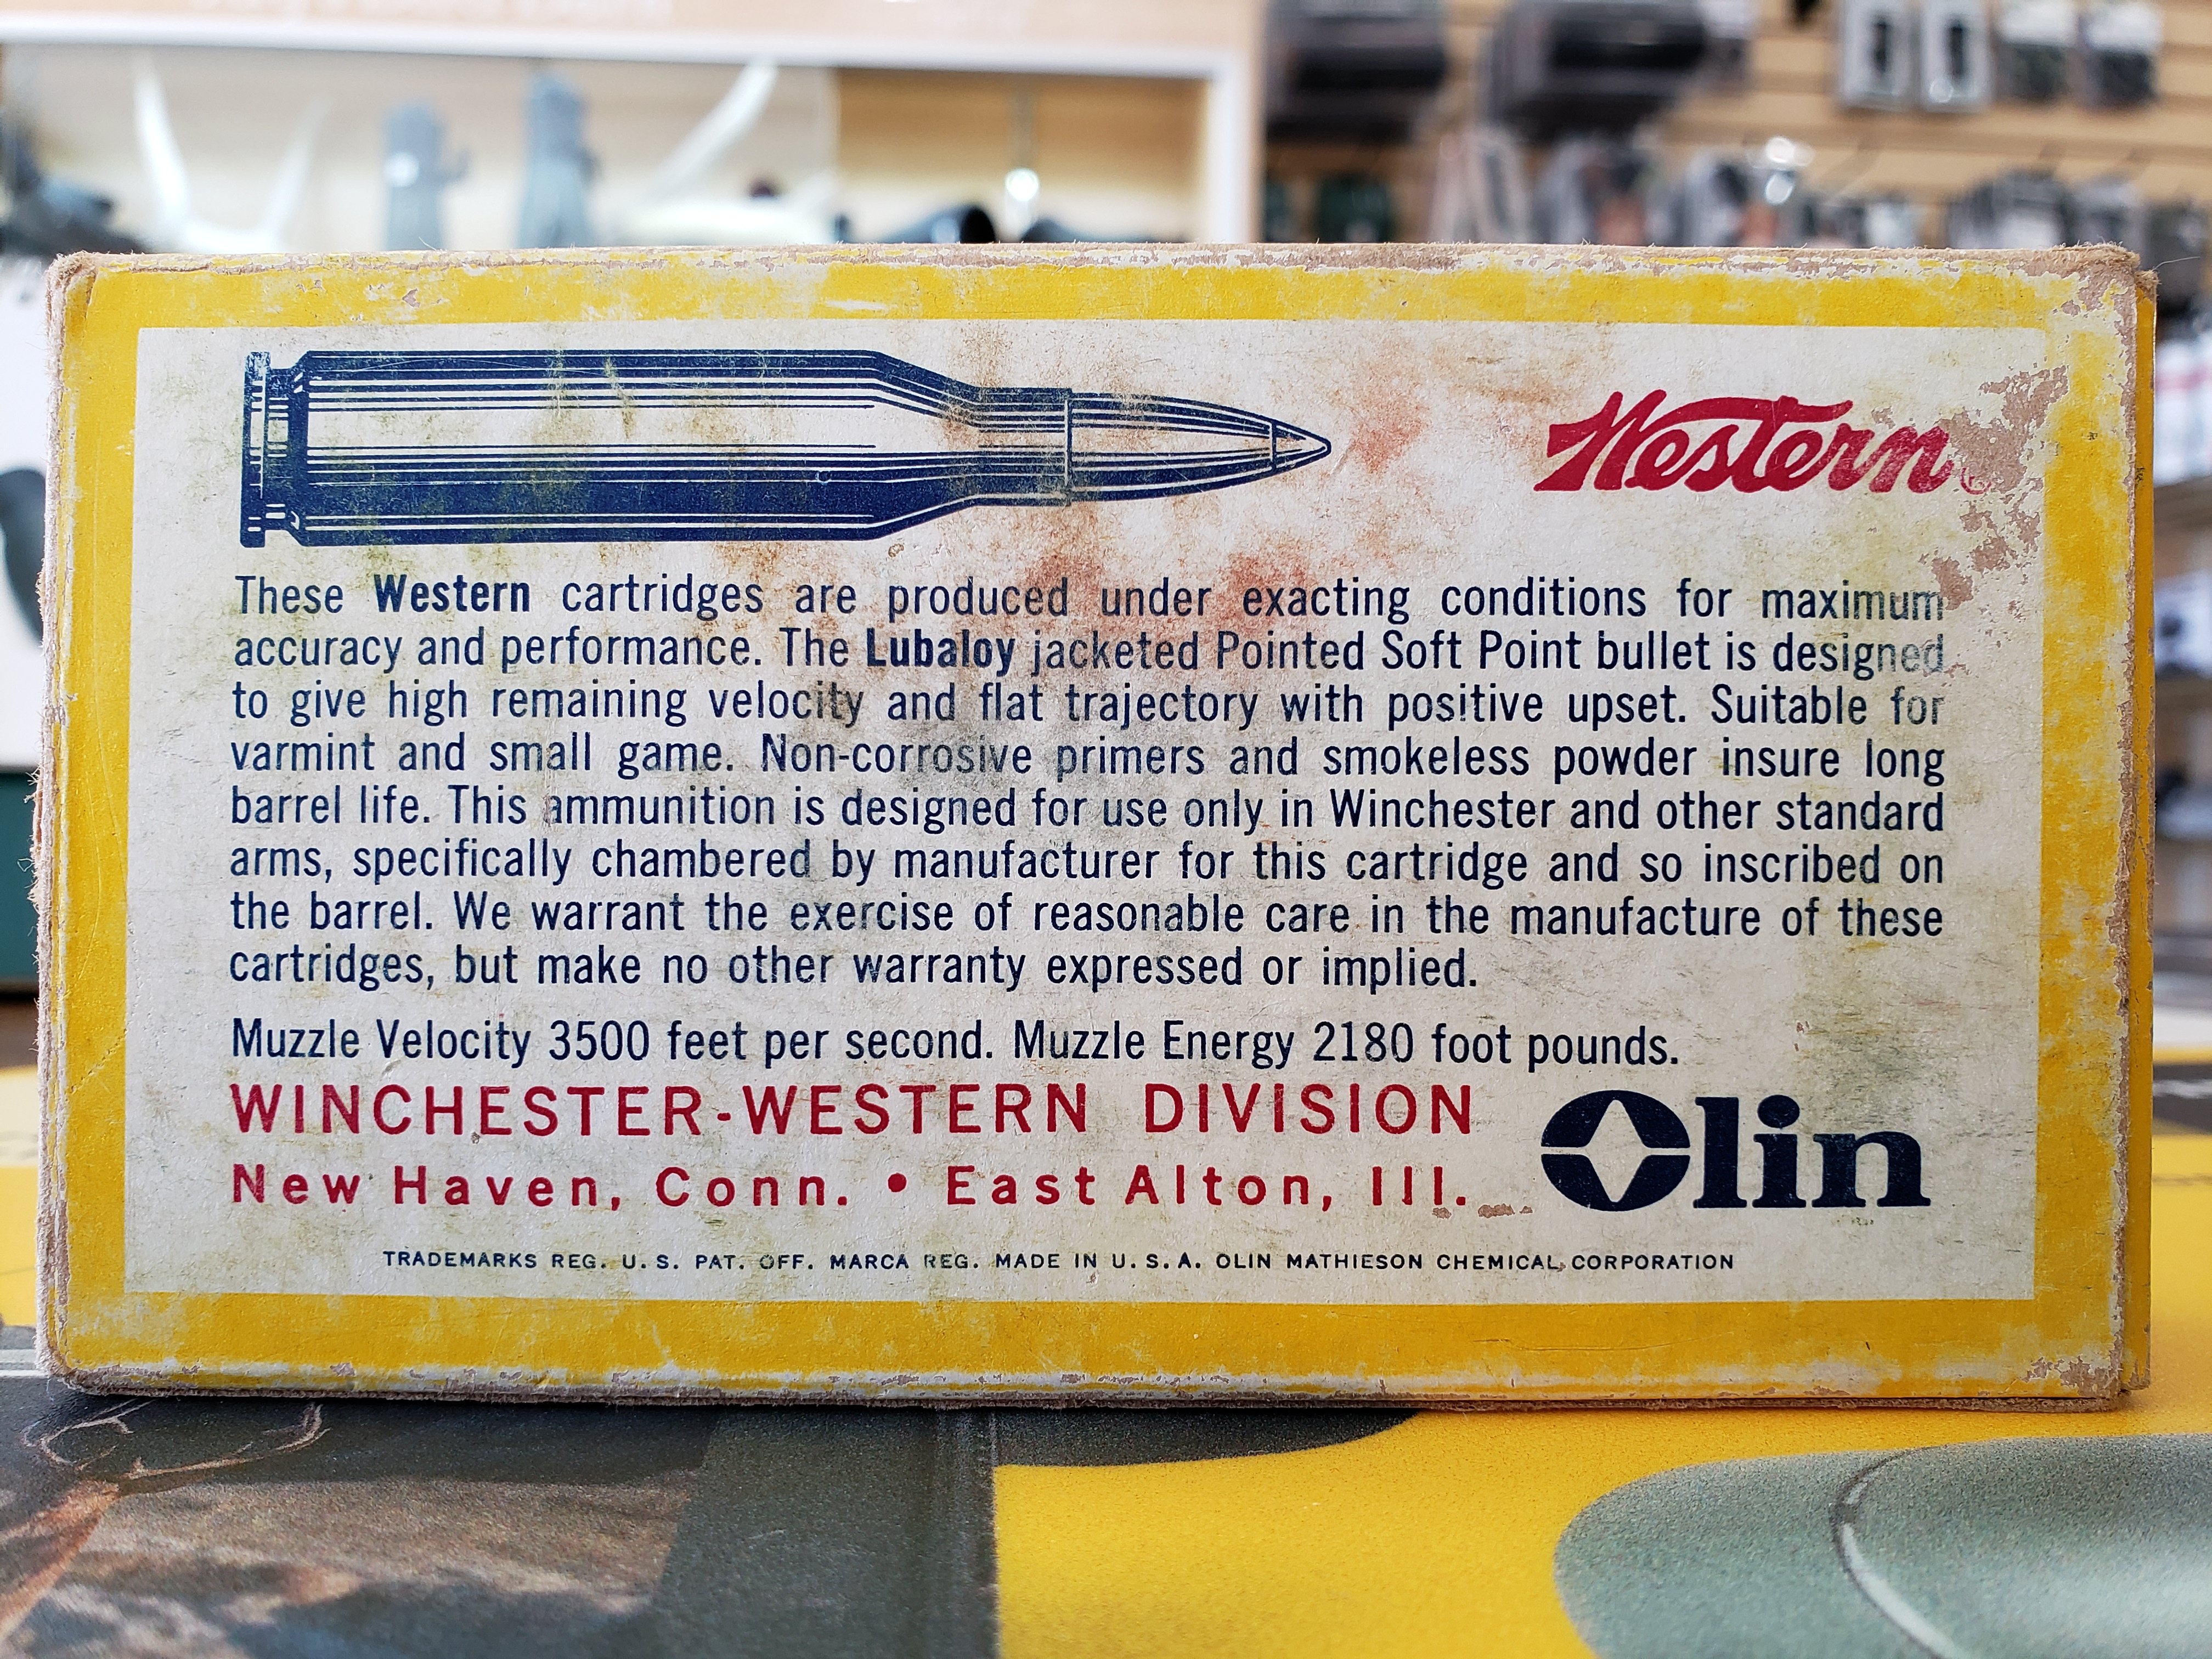 Western
These Western cartridges are produced under exacting conditions for maximum
accuracy and performance. The Lubaloy jacketed Pointed Soft Point bullet is designed
to give high remaining velocity and flat trajectory with positive upset. Suitable for
varmint and small game. Non-corrosive primers and smokeless powder insure long
barrel life. This ammunition is designed for use only in Winchester and other standard
arms, specifically chambered by manufacturer for this cartridge and so inscribed on
the barrel. We warrant the exercise of reasonable care in the manufacture of these
cartridges, but make no other warranty expressed or implied.
Muzzle Velocity 3500 feet per second. Muzzle Energy 2180 foot pounds.
WINCHESTER-WESTERN DIVISION
New Haven, Conn. • East Alton, Ill.
Olin
TRADEMARKS REG. U. S. PAT. OFF. MARCA REG. MADE IN U. S. A. OLIN MATHIESON CHEMICAL CORPORATION